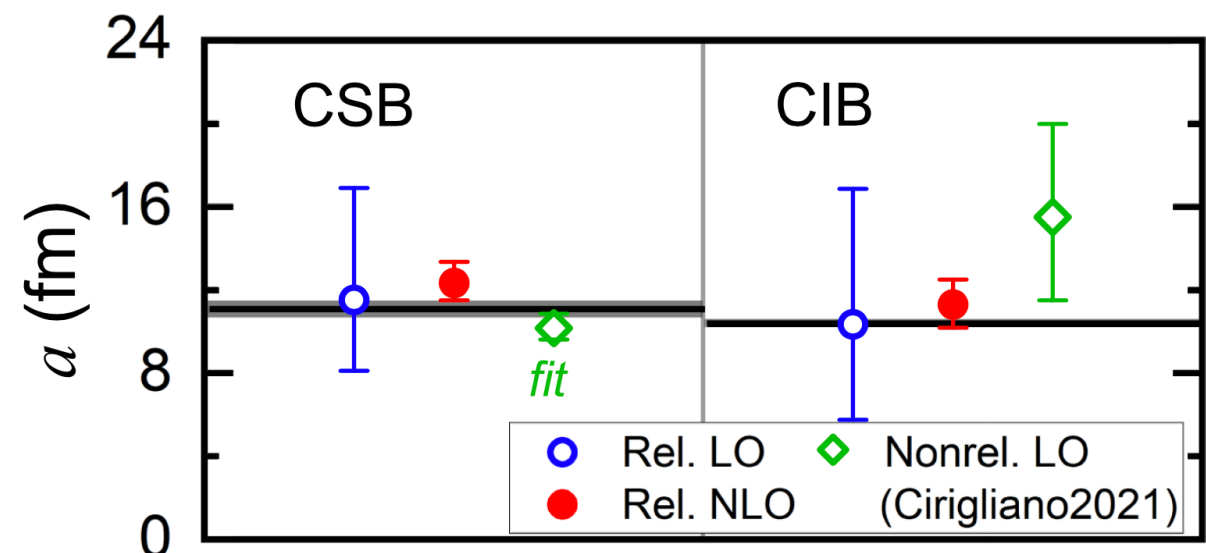 24
CSB
CIB
16
a (fm)
8
fit
Rel. LO
Nonrel. LO
Rel. NLO
(Cirigliano2021)
0